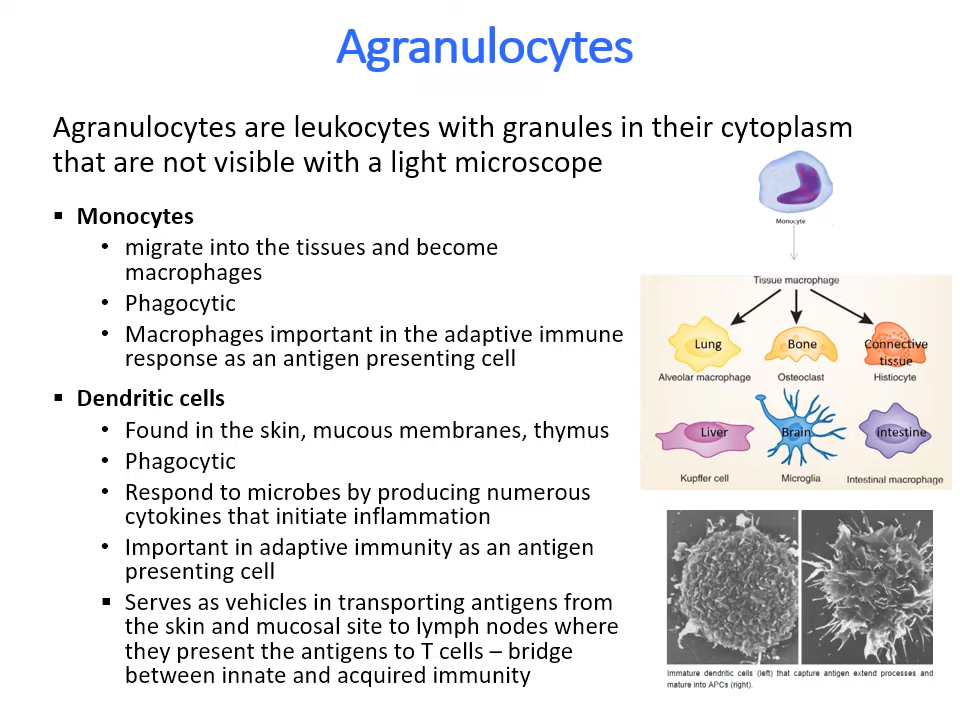 Agranulocytes
Agranulocytes are leukocytes with granules in their cytoplasm
that are not visible with a light microscope
▪ Monocytes
• migrate into the tissues and become
macrophages
• Phagocytic
• Macrophages important in the adaptive immune
response as an antigen presenting cell
▪ Dendritic cells
• Found in the skin, mucous membranes, thymus
• Phagocytic
• Respond to microbes by producing numerous
cytokines that initiate inflammation
• Important in adaptive immunity as an antigen
presenting cell
▪ Serves as vehicles in transporting antigens from
the skin and mucosal site to lymph nodes where
they present the antigens to T cells – bridge
between innate and acquired immunity
Monocyte
Tissue macrophage
Lung
Bone
Connective
tissue
Alveolar macrophage
Osteoclast
Histiocyte
Liver
Brain
intestine
Kupffer cell
Microglia
Intestinal macrophage
Immature dendritic cells (left) that capture antigen extend processes and
mature into APCs (right).